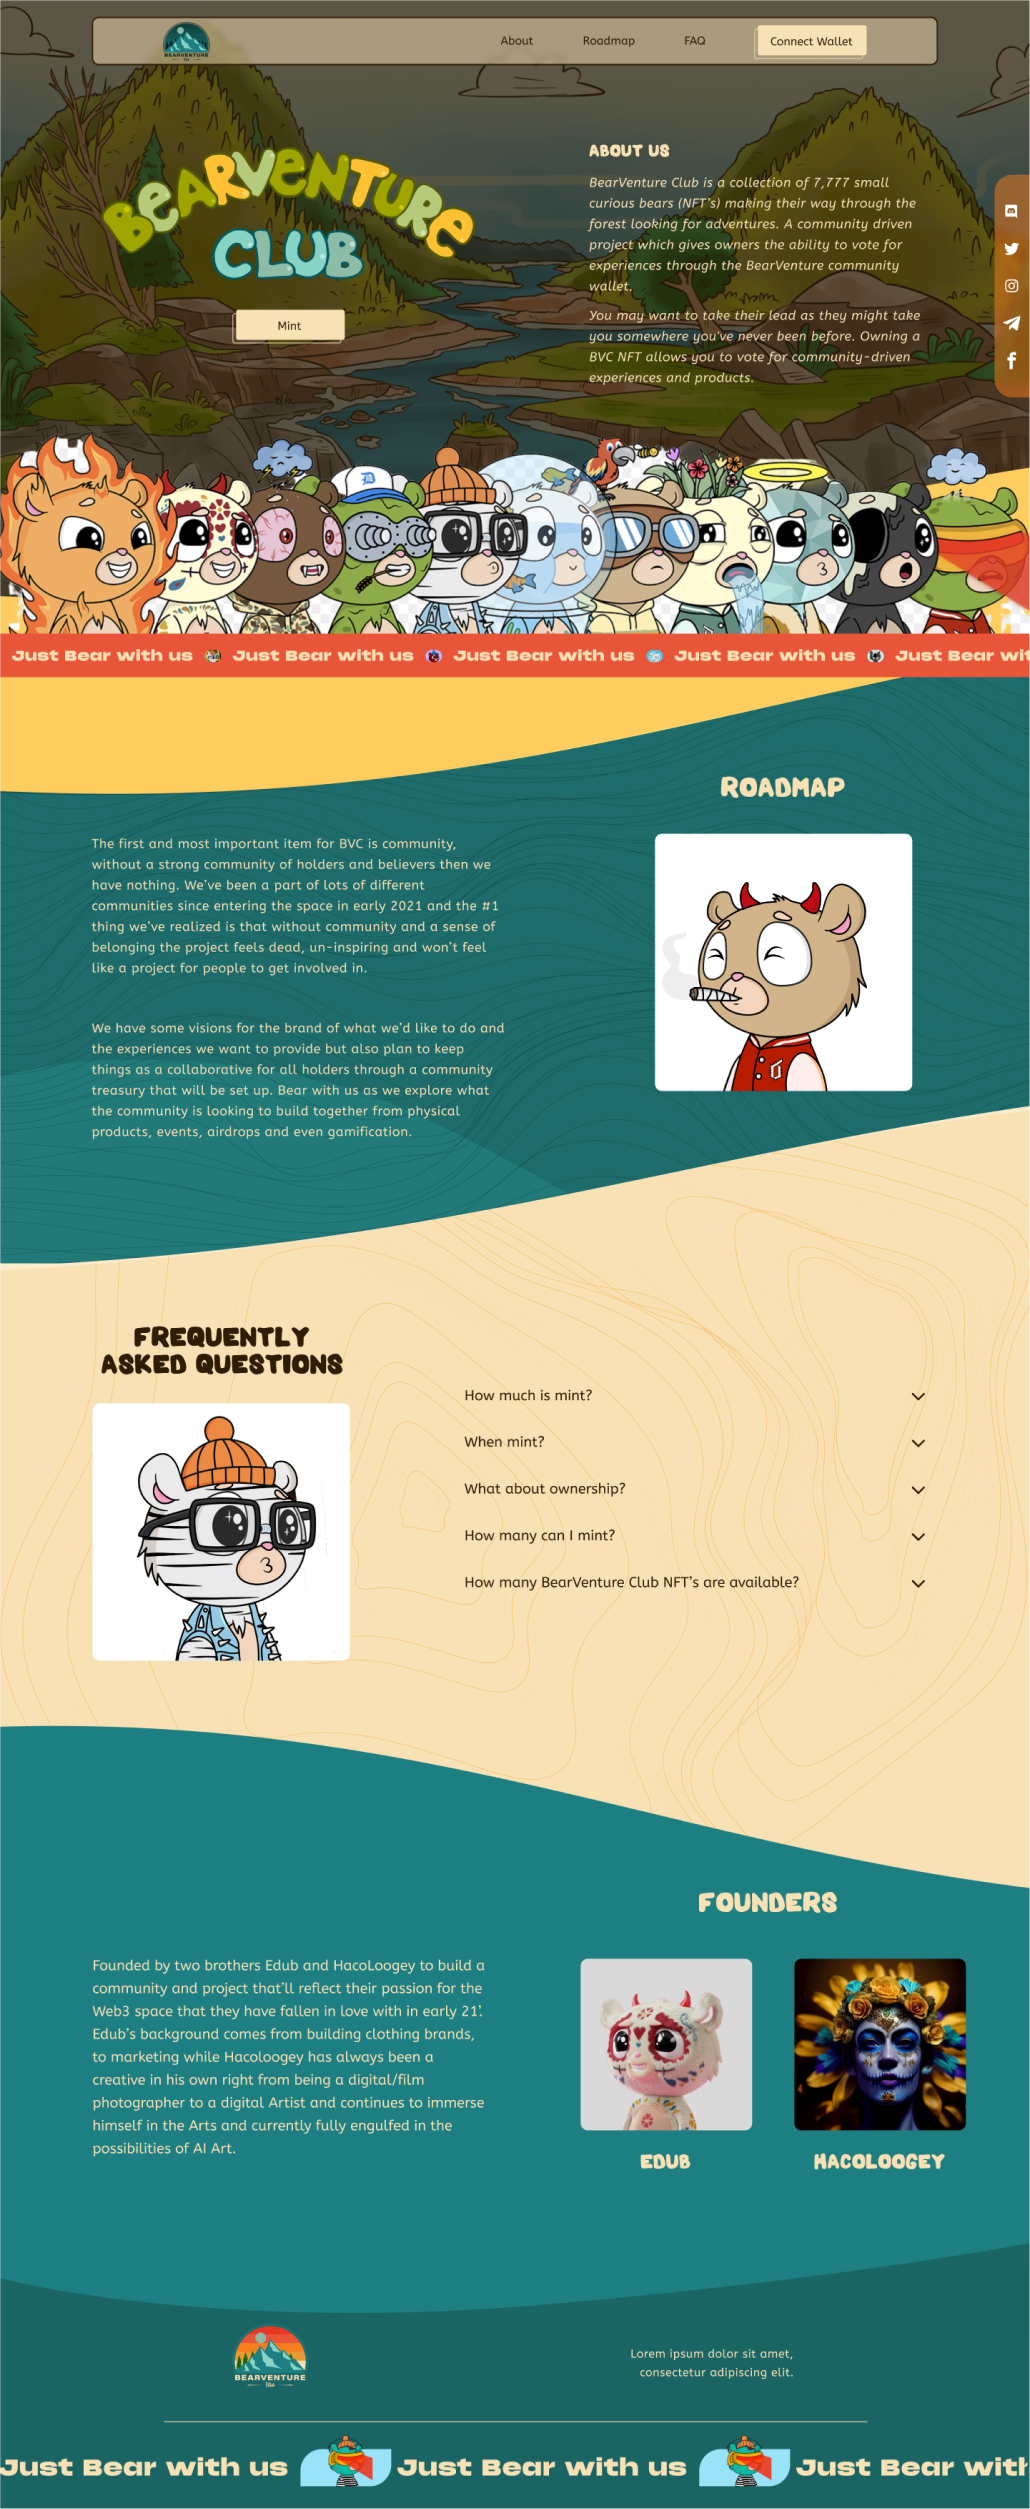 BEARVENTURE
Club
About
Roadmap
FAQ
Connect Wallet
BEARVENTURE
CLUB
Mint
ABOUT US
BearVenture Club is a collection of 7,777 small
curious bears (NFT's) making their way through the
forest looking for adventures. A community driven
project which gives owners the ability to vote for
experiences through the BearVenture community
wallet.
You may want to take their lead as they might take
you somewhere you've never been before. Owning a
BVC NFT allows you to vote for community-driven
experiences and products.
Just Bear with us Just Bear with us Just Bear with us Just Bear with us Just Bear wit
ROADMAP
The first and most important item for BVC is community,
without a strong community of holders and believers then we
have nothing. We've been a part of lots of different
communities since entering the space in early 2021 and the #1
thing we've realized is that without community and a sense of
belonging the project feels dead, un-inspiring and won't feel
like a project for people to get involved in.
We have some visions for the brand of what we'd like to do and
the experiences we want to provide but also plan to keep
things as a collaborative for all holders through a community
treasury that will be set up. Bear with us as we explore what
the community is looking to build together from physical
products, events, airdrops and even gamification.
FREQUENTLY
ASKED QUESTIONS
How much is mint?
When mint?
What about ownership?
How many can I mint?
How many BearVenture Club NFT's are available?
FOUNDERS
Founded by two brothers Edub and HacoLoogey to build a
community and project that'll reflect their passion for the
Web3 space that they have fallen in love with in early 21'.
Edub's background comes from building clothing brands,
to marketing while Hacoloogey has always been a
creative in his own right from being a digital/film
photographer to a digital Artist and continues to immerse
himself in the Arts and currently fully engulfed in the
possibilities of AI Art.
EDUB
HACOLOOGEY
BEARVENTURE
Club
Lorem ipsum dolor sit amet,
consectetur adipiscing elit.
Just Bear with us Just Bear with us Just Bear with